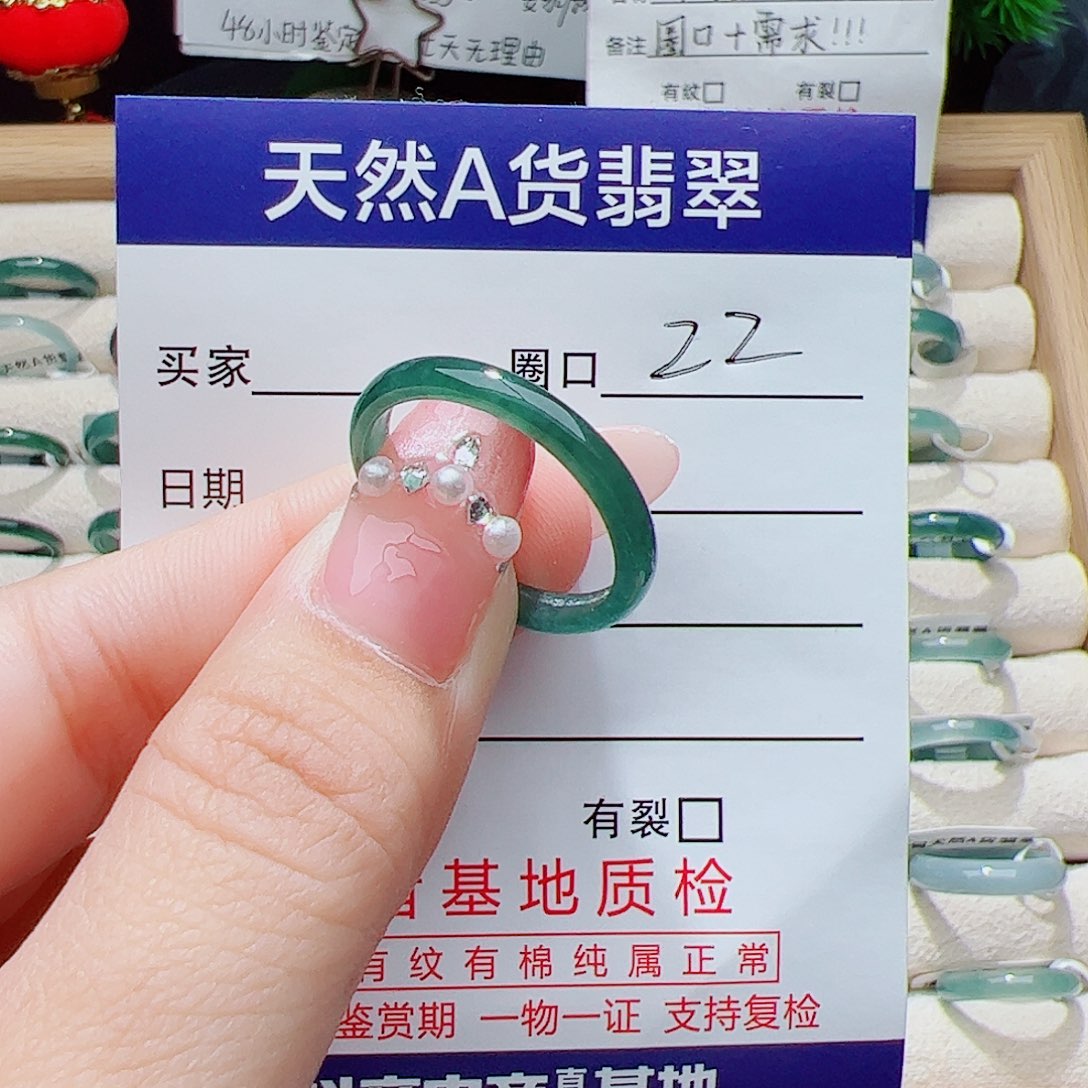 48小时鉴定
七天无理由
备注 圈口+需求!!!
有纹□ 有裂□
天然A货翡翠
买家 圈口 22
日期
有裂□
基地质检
有纹有棉纯属正常
鉴赏期 一物一证 支持复检